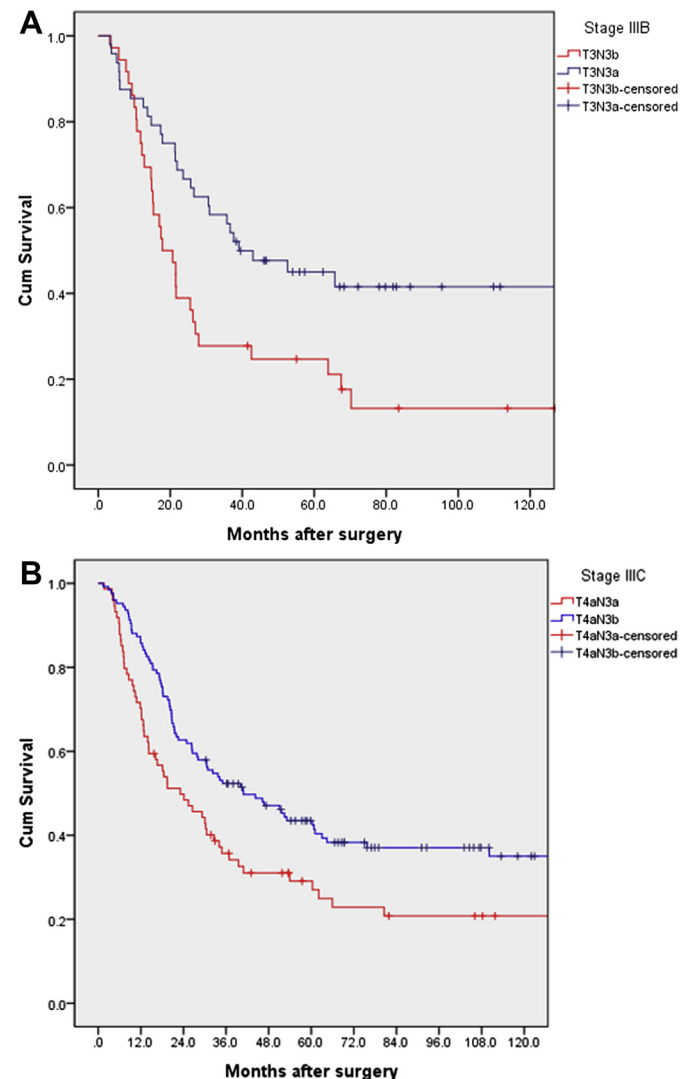 A
Stage IIIB
T3N3b
T3N3a
T3N3b-censored
T3N3a-censored
1.0
0.8
0.6
0.4
0.2
0.0
Cum Survival
.0 20.0 40.0 60.0 80.0 100.0 120.0
Months after surgery
B
Stage IIIC
T4aN3a
T4aN3b
T4aN3a-censored
T4aN3b-censored
1.0
0.8
0.6
0.4
0.2
0.0
Cum Survival
.0 12.0 24.0 36.0 48.0 60.0 72.0 84.0 96.0 108.0 120.0
Months after surgery